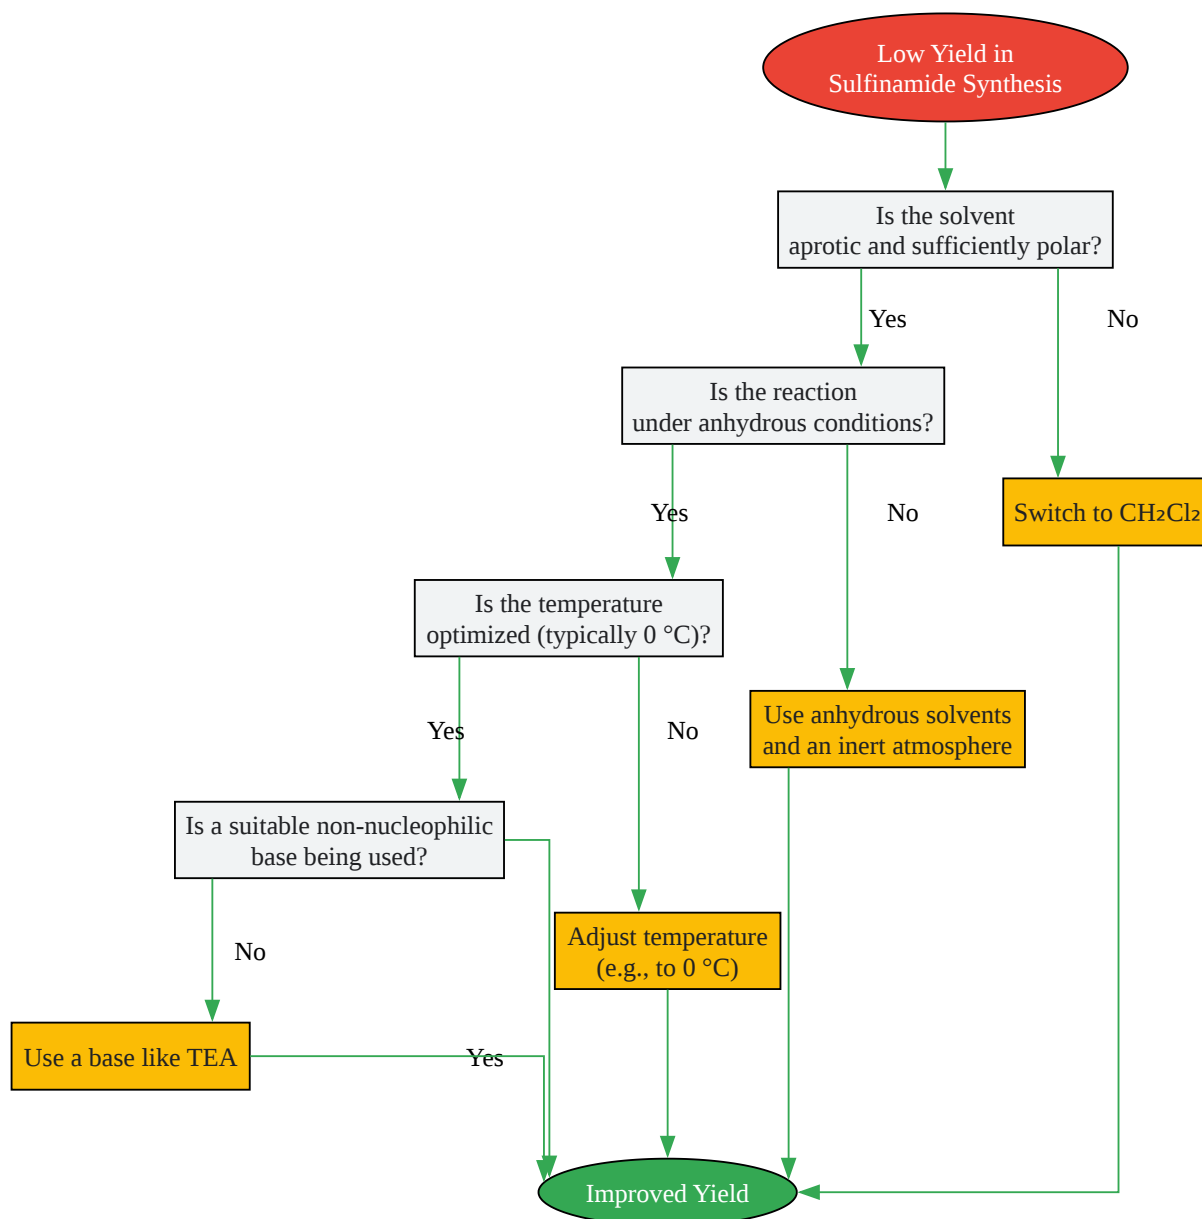 Low Yield in
Sulfinamide Synthesis
Is the solvent
aprotic and sufficiently polar?
Yes
No
Is the reaction
under anhydrous conditions?
Yes
No
Switch to CH₂Cl₂
Is the temperature
optimized (typically 0 °C)?
Yes
No
Use anhydrous solvents
and an inert atmosphere
Is a suitable non-nucleophilic
base being used?
No
Adjust temperature
(e.g., to 0 °C)
Use a base like TEA
Yes
Improved Yield